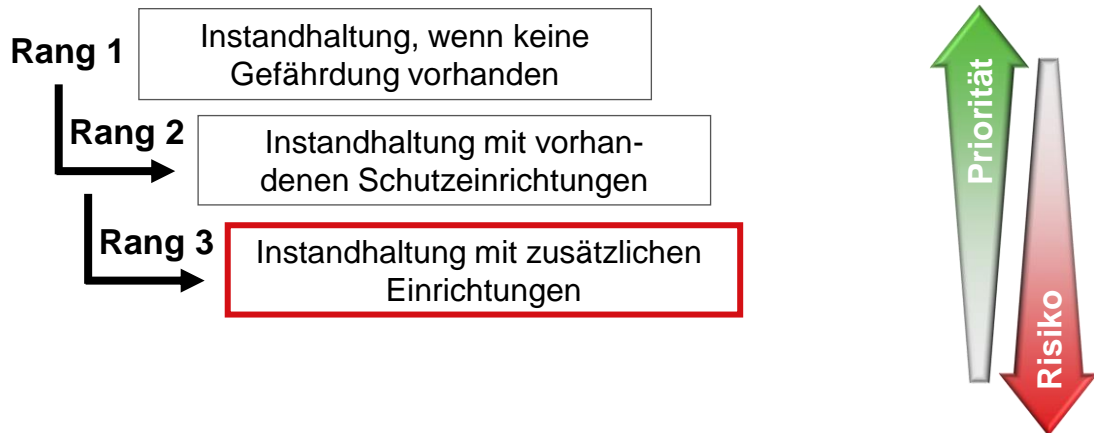 Rang 1
Instandhaltung, wenn keine
Gefährdung vorhanden
Rang 2
Instandhaltung mit vorhan-
denen Schutzeinrichtungen
Rang 3
Instandhaltung mit zusätzlichen
Einrichtungen
Priorität
Risiko